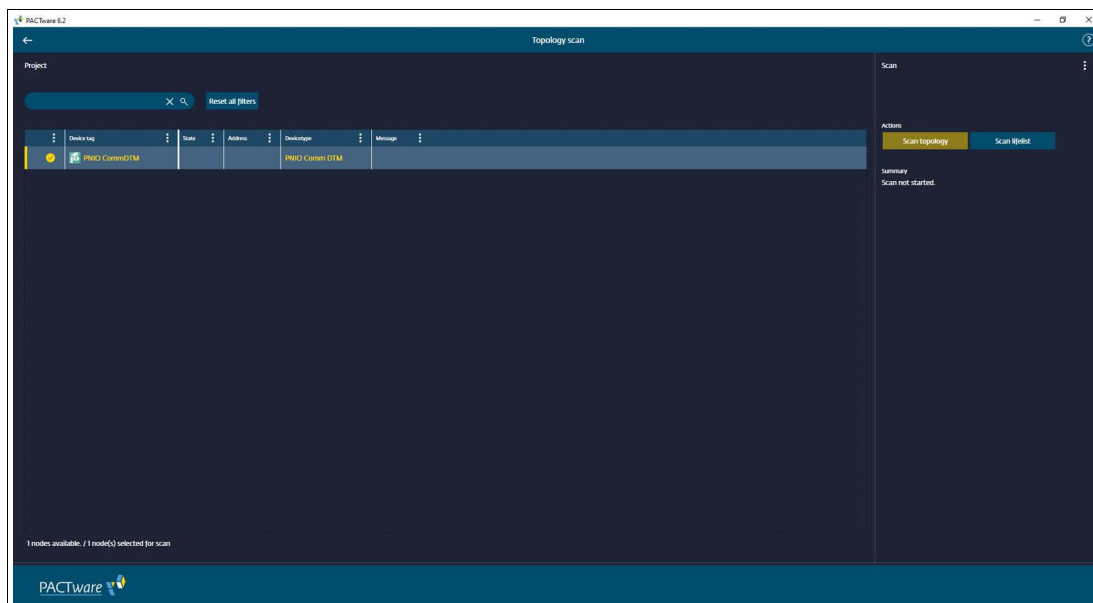 PACTware 6.2
Topology scan
Project
Scan
Reset all filters
Actions
Device tag State Address Devicetype Message
Scan topology Scan lifelist
PNIO CommDTM PNIO Comm DTM
Summary
Scan not started.
1 nodes available. / 1 node(s) selected for scan
PACTware